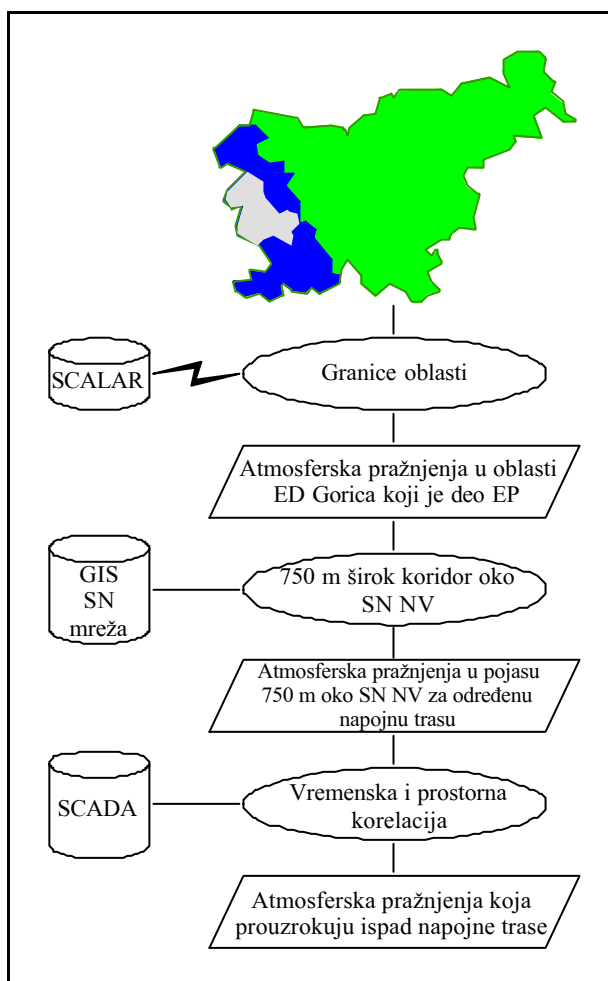 SCALAR
Granice oblasti
Atmosferska pražnjenja u oblasti
ED Gorica koji je deo EP
GIS
SN
mreža
750 m širok koridor oko
SN NV
Atmosferska pražnjenja u pojasu
750 m oko SN NV za određenu
napojnu trasu
SCADA
Vremenska i prostorna
korelacija
Atmosferska pražnjenja koja
prouzrokuju ispad napojne trase